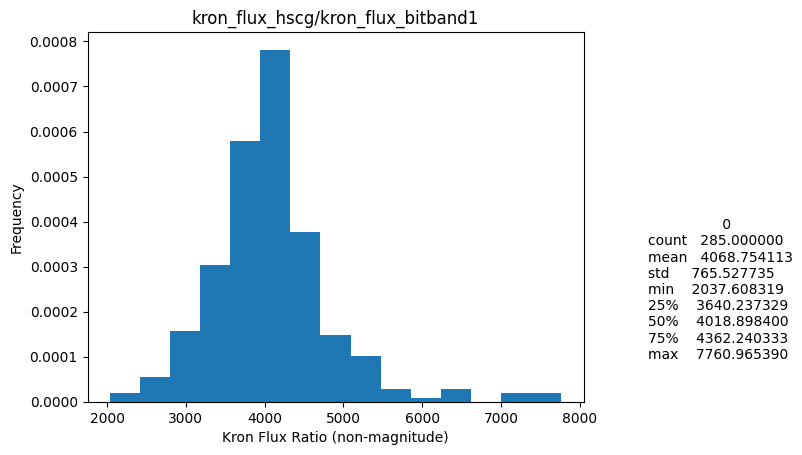 kron_flux_hscg/kron_flux_bitband1
0.0008
0.0007
0.0006
0.0005
0.0004
0.0003
0.0002
0.0001
0.0000
Frequency
2000 3000 4000 5000 6000 7000 8000
Kron Flux Ratio (non-magnitude)
0
count 285.000000
mean 4068.754113
std 765.527735
min 2037.608319
25% 3640.237329
50% 4018.898400
75% 4362.240333
max 7760.965390